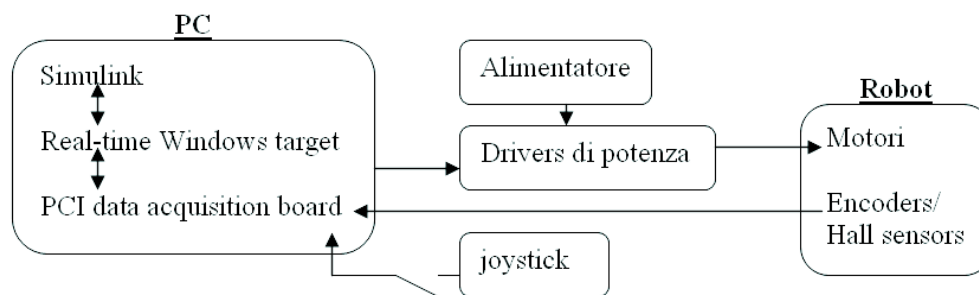 PC
Simulink
Real-time Windows target
PCI data acquisition board
Alimentatore
Drivers di potenza
joystick
Robot
Motori
Encoders/
Hall sensors